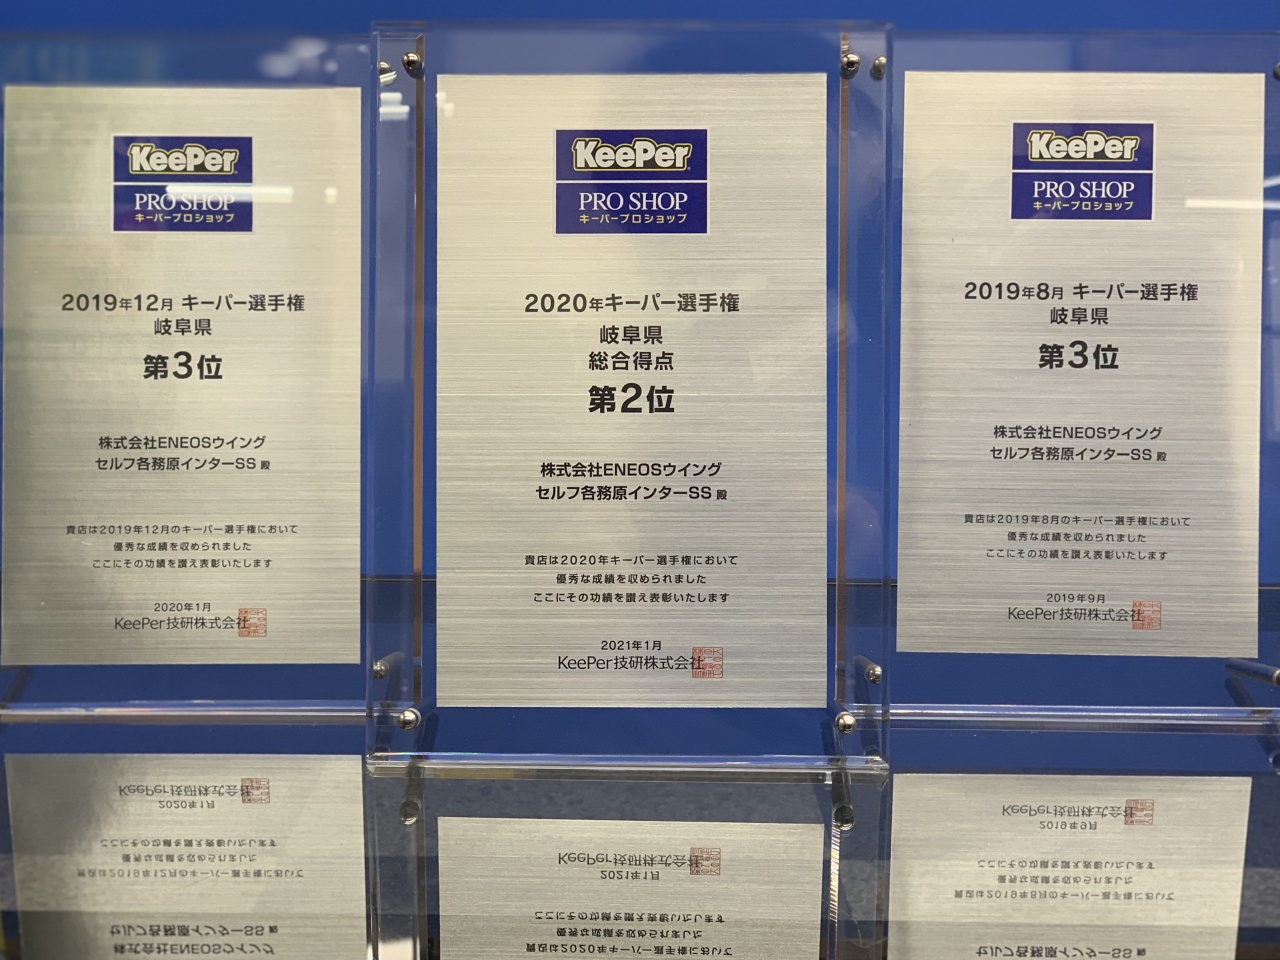 KeePer
PRO SHOP
キーパープロショップ
2019年12月 キーパー選手権
岐阜県
第3位
株式会社ENEOSウイング
セルフ各務原インターSS 殿
貴店は2019年12月のキーパー選手権において
優秀な成績を収められました
ここにその功績を讃え表彰いたします
2020年1月
KeePer技研株式会社
KeePer
PRO SHOP
キーパープロショップ
2020年キーパー選手権
岐阜県
総合得点
第2位
株式会社ENEOSウイング
セルフ各務原インターSS 殿
貴店は2020年キーパー選手権において
優秀な成績を収められました
ここにその功績を讃え表彰いたします
2021年1月
KeePer技研株式会社
KeePer
PRO SHOP
キーパープロショップ
2019年8月 キーパー選手権
岐阜県
第3位
株式会社ENEOSウイング
セルフ各務原インターSS 殿
貴店は2019年8月のキーパー選手権において
優秀な成績を収められました
ここにその功績を讃え表彰いたします
2019年9月
KeePer技研株式会社